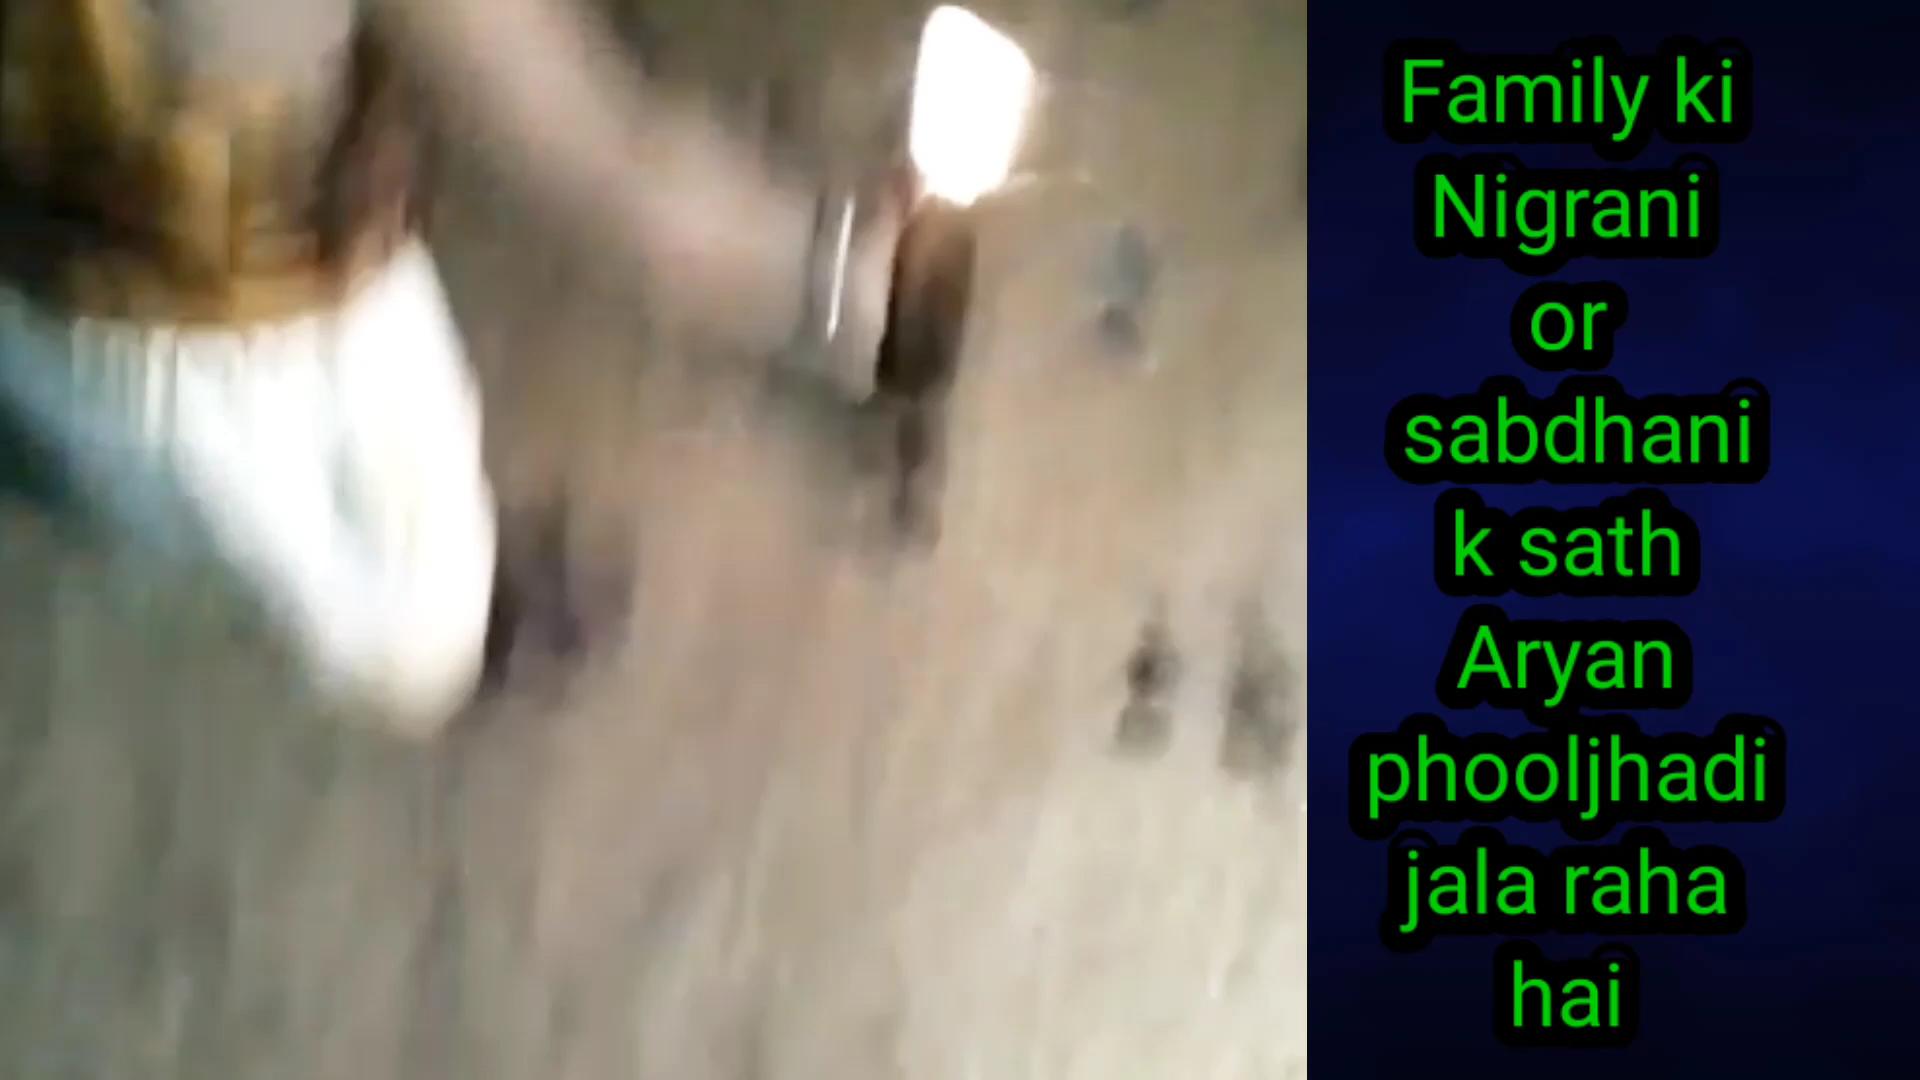 Family ki
Nigrani
or
sabdhani
k sath
Aryan
phooljhadi
jala raha
hai